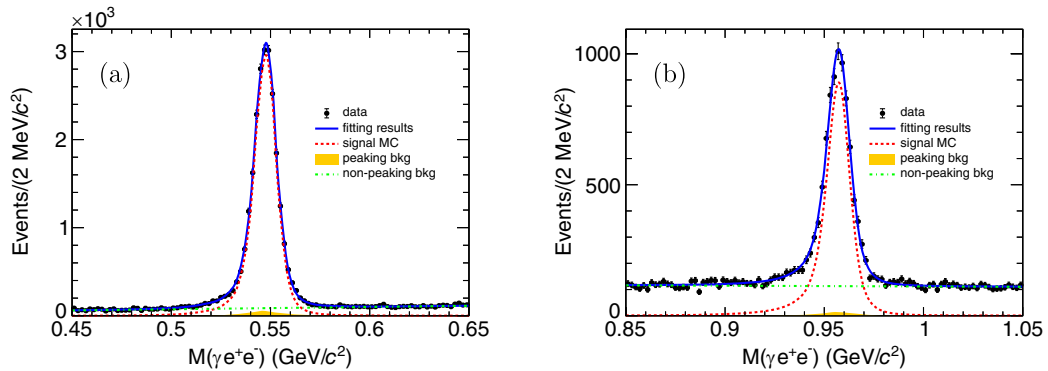 ×10³
(a)
Events/(2 MeV/c²)
3
2
1
0
data
fitting results
signal MC
peaking bkg
non-peaking bkg
0.45 0.5 0.55 0.6 0.65
M(γe⁺e⁻) (GeV/c²)
(b)
Events/(2 MeV/c²)
1000
500
0
data
fitting results
signal MC
peaking bkg
non-peaking bkg
0.85 0.9 0.95 1 1.05
M(γe⁺e⁻) (GeV/c²)